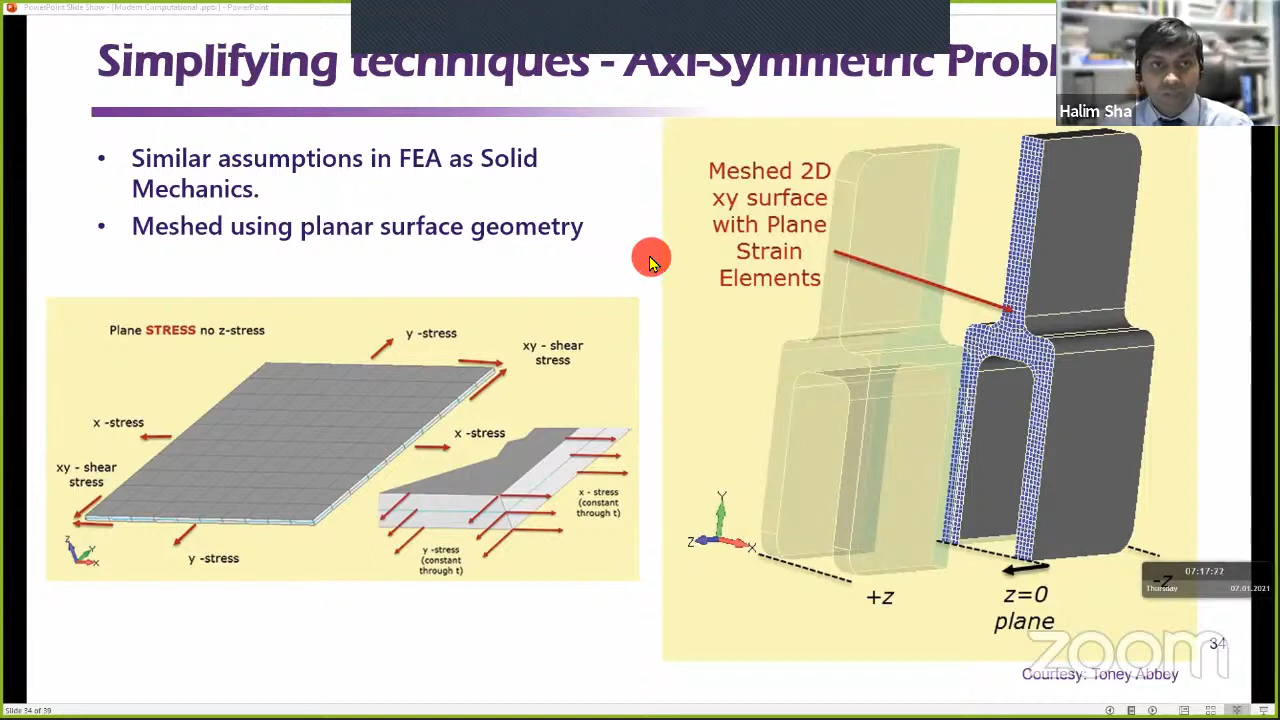 PowerPoint Slide Show - [Modern Computational .pptx] - PowerPoint
Simplifying techniques - Axi-Symmetric Prob
Halim Sha
• Similar assumptions in FEA as Solid
Mechanics.
• Meshed using planar surface geometry
Plane STRESS no z-stress
y -stress
xy - shear
stress
x -stress
x -stress
xy - shear
stress
y -stress
x - stress
(constant
through t)
y -stress
(constant
through t)
Z
Y
X
Meshed 2D
xy surface
with Plane
Strain
Elements
Y
Z
X
+z
z=0
plane
-z
07:17:22
Thursday
07.01.2021
34
zoom
Courtesy: Toney Abbey
Slide 34 of 39